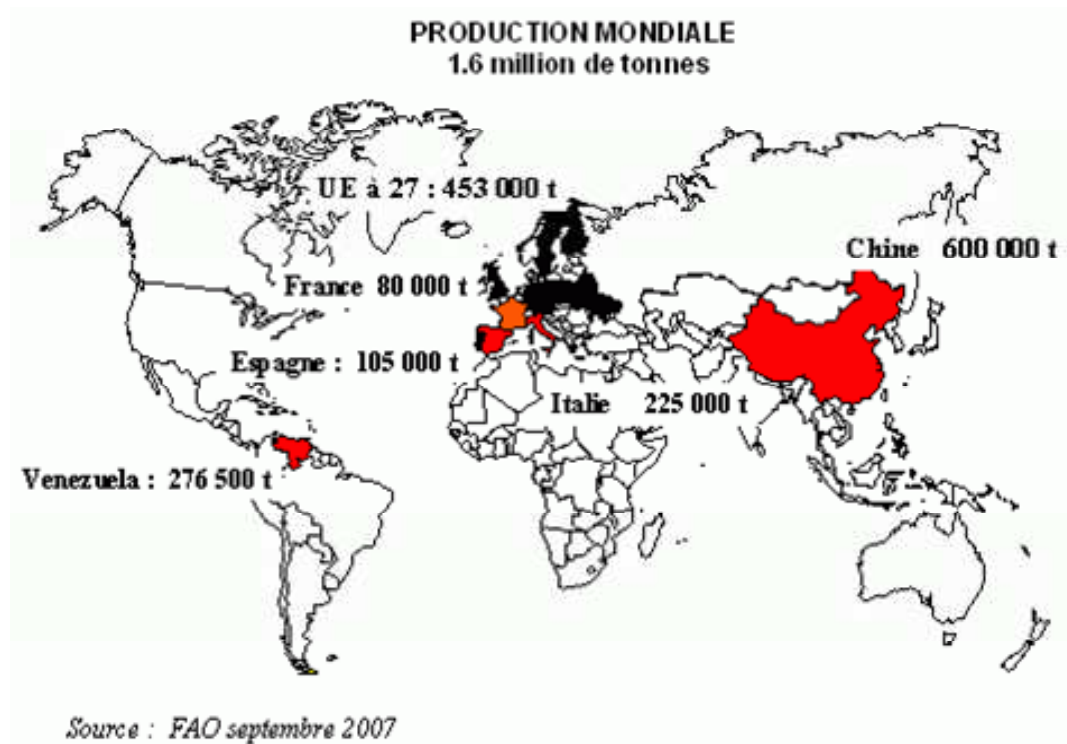 PRODUCTION MONDIALE
1.6 million de tonnes
UE à 27 : 453 000 t
Chine 600 000 t
France 80 000 t
Espagne : 105 000 t
Italie 225 000 t
Venezuela : 276 500 t
Source : FAO septembre 2007